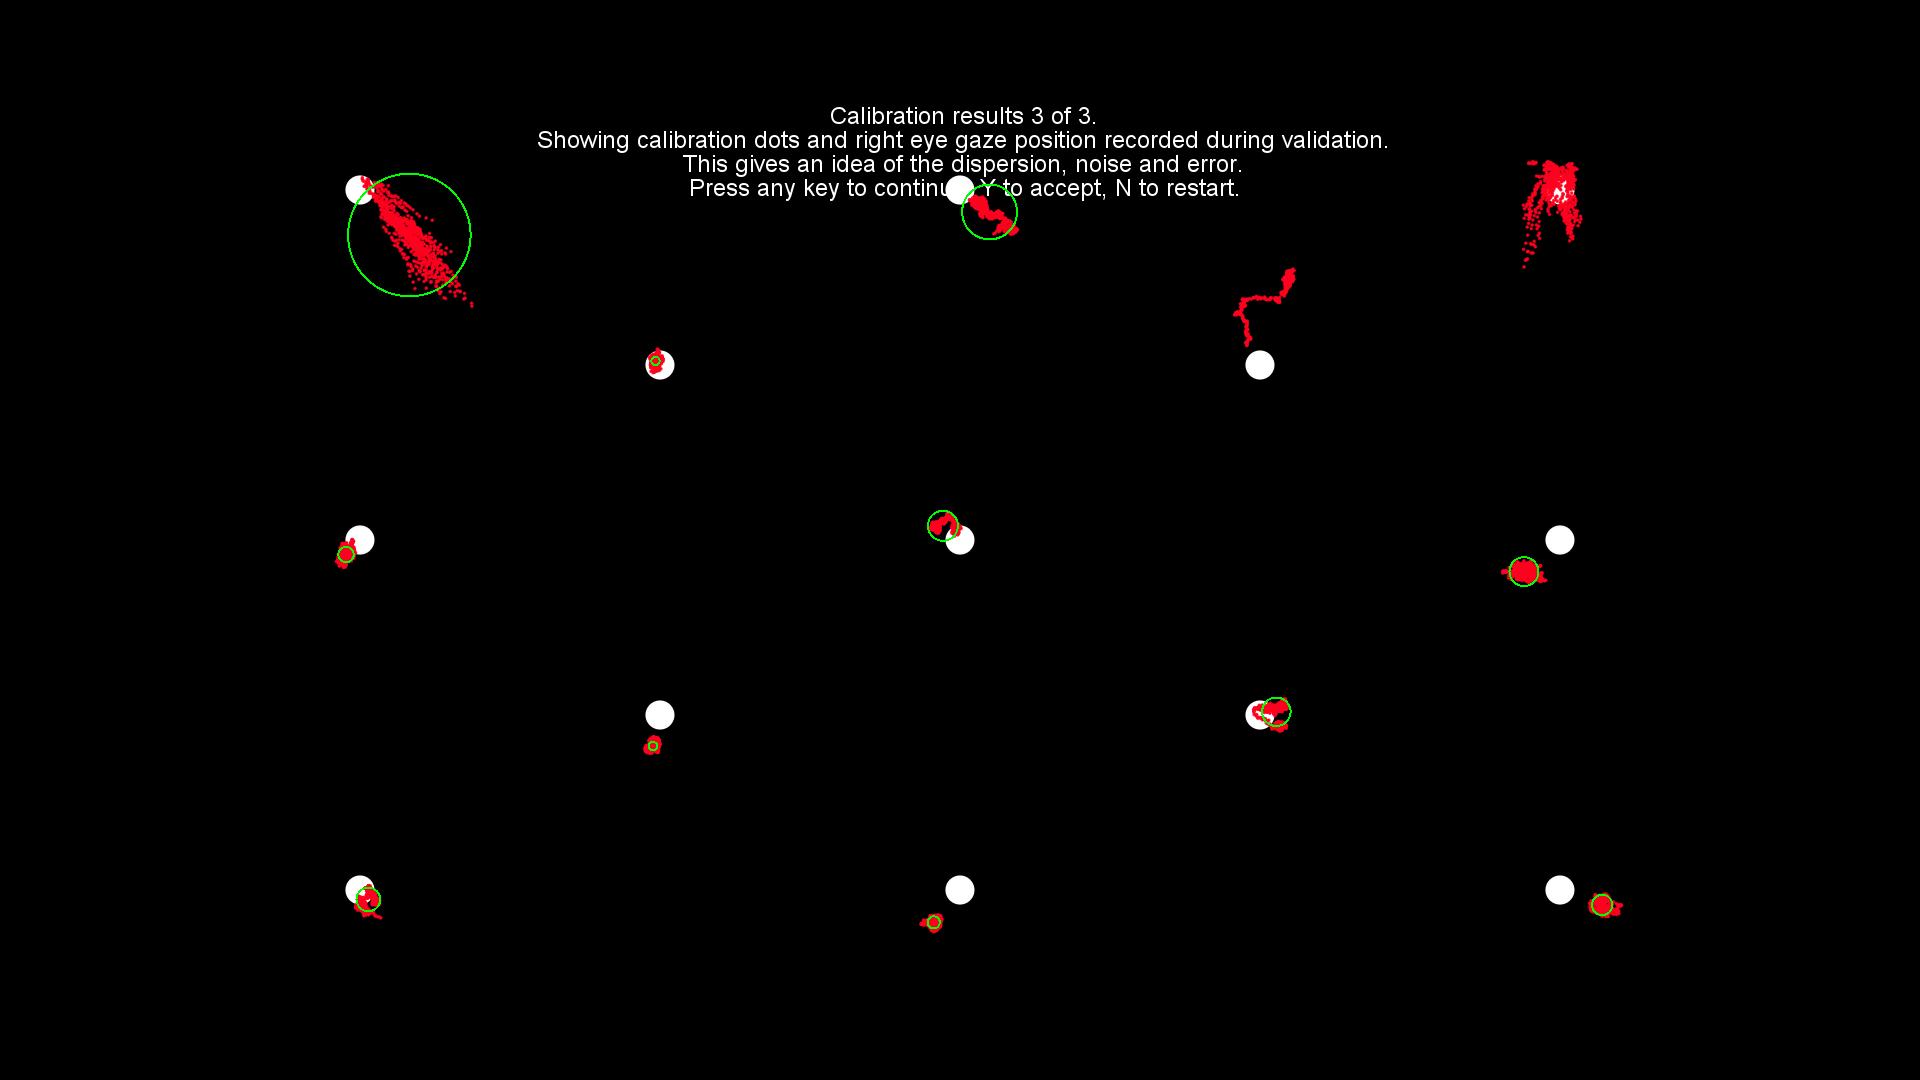 Calibration results 3 of 3.
Showing calibration dots and right eye gaze position recorded during validation.
This gives an idea of the dispersion, noise and error.
Press any key to continu Y to accept, N to restart.